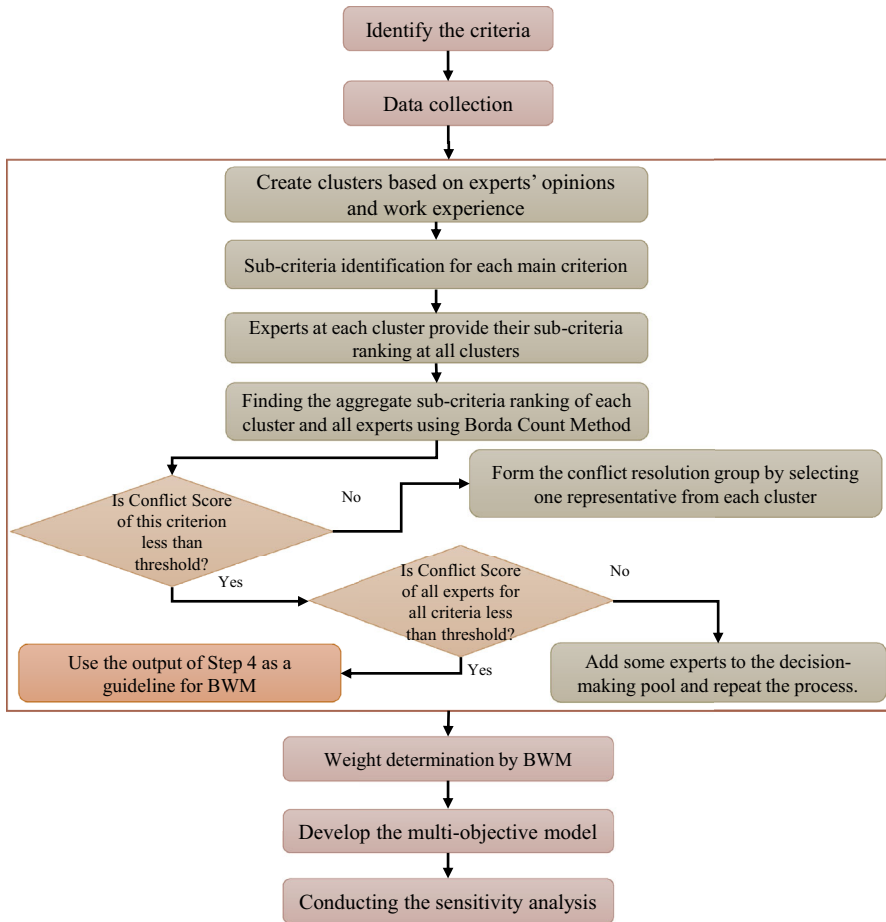 Identify the criteria
Data collection
Create clusters based on experts’ opinions
and work experience
Sub-criteria identification for each main criterion
Experts at each cluster provide their sub-criteria
ranking at all clusters
Finding the aggregate sub-criteria ranking of each
cluster and all experts using Borda Count Method
Is Conflict Score
of this criterion
less than
threshold?
No
Form the conflict resolution group by selecting
one representative from each cluster
Yes
Is Conflict Score
of all experts for
all criteria less
than threshold?
No
Yes
Use the output of Step 4 as a
guideline for BWM
Add some experts to the decision-
making pool and repeat the process.
Weight determination by BWM
Develop the multi-objective model
Conducting the sensitivity analysis